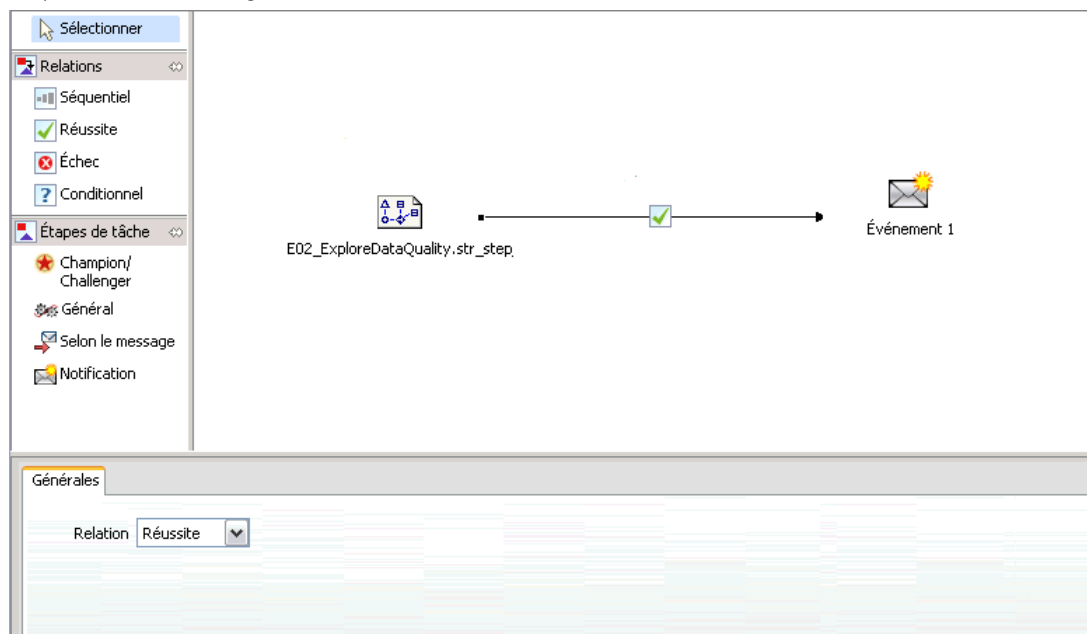 Sélectionner
Relations
Séquentiel
Réussite
Échec
Conditionnel
Étapes de tâche
Champion/
Challenger
Général
Selon le message
Notification
E02_ExploreDataQuality.str_step
Événement 1
Générales
Relation Réussite